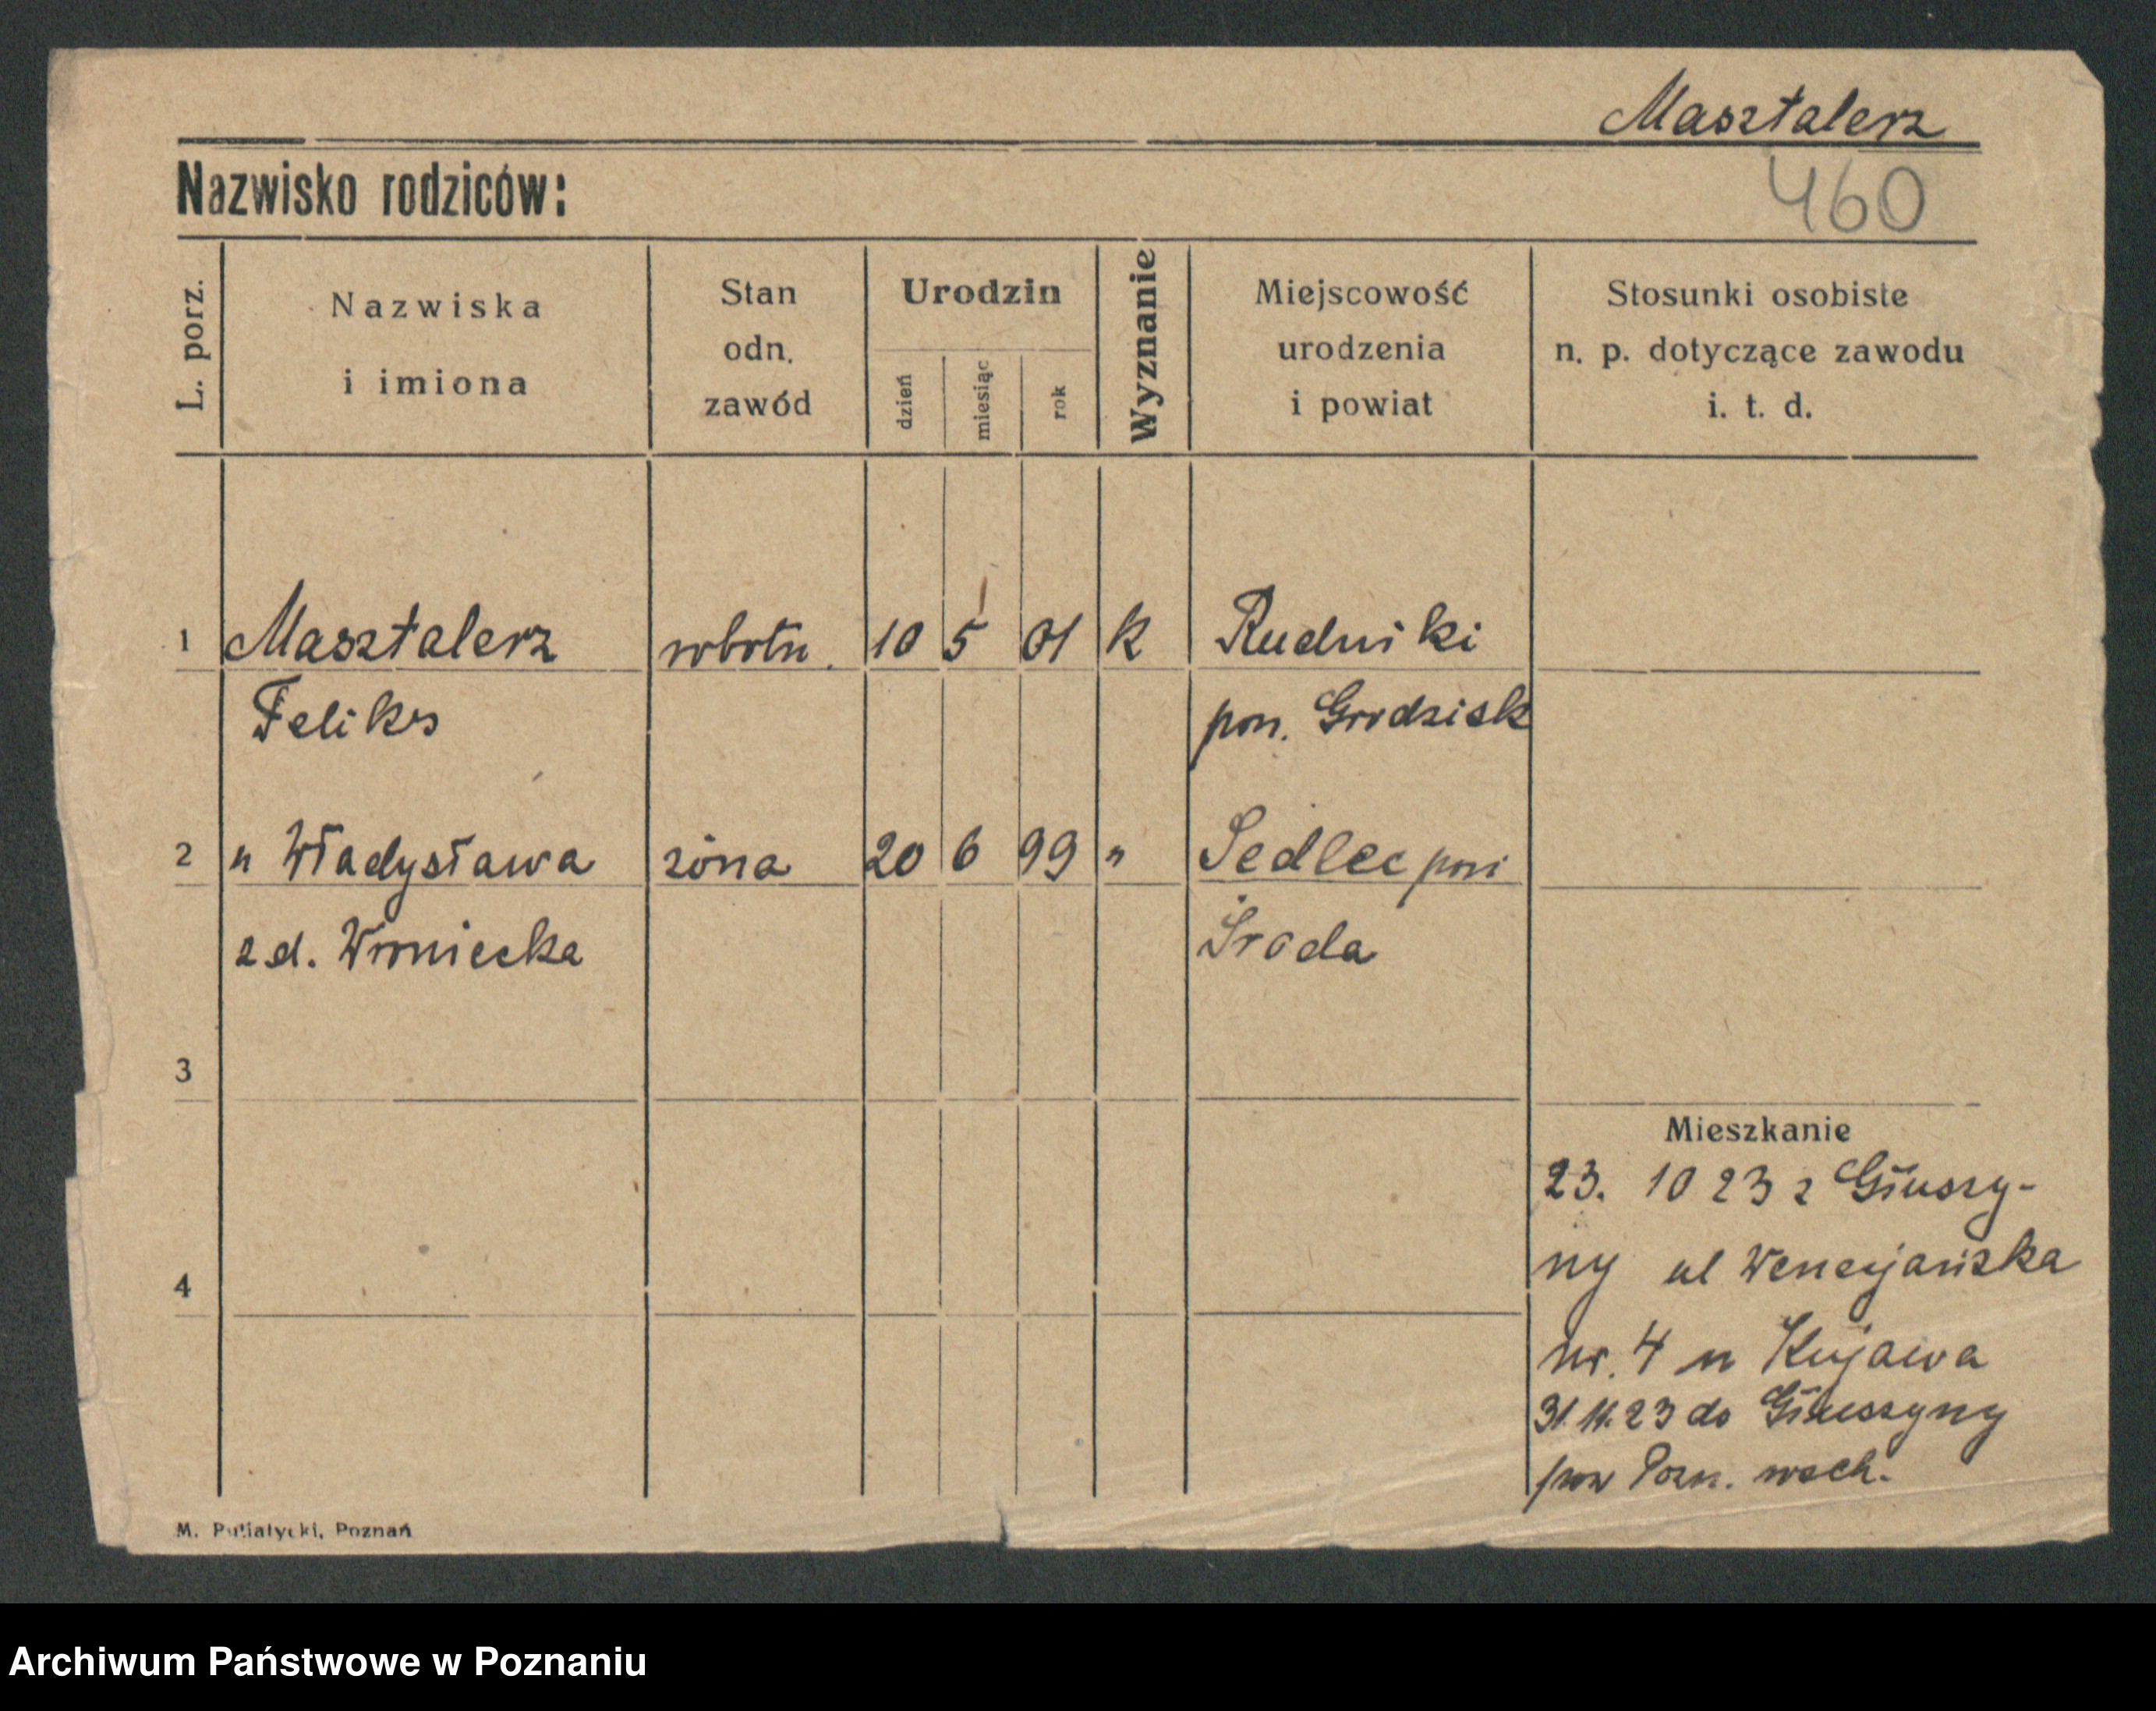 Masztalerz
Nazwisko rodziców:
460
L. porz.
Nazwiska
i imiona
Stan
odn.
zawód
Urodzin
dzień
miesiąc
rok
Wyznanie
Miejscowość
urodzenia
i powiat
Stosunki osobiste
n. p. dotyczące zawodu
i. t. d.
1 Masztalerz robotn. 10 5 01 K Rudniki
Feliks pow. Grodzisk
2 " Władysława żona 20 6 99 " Sedlec pow
z d. Wroniecka Środa
3
Mieszkanie
23. 10 23 z Głuszy-
ny ul Wenecjańska
4
nr. 4 u Kujawa
31.11.23 do Głuszyny
pow Pozn. wsch.
M. Putiatycki, Poznań
Archiwum Państwowe w Poznaniu